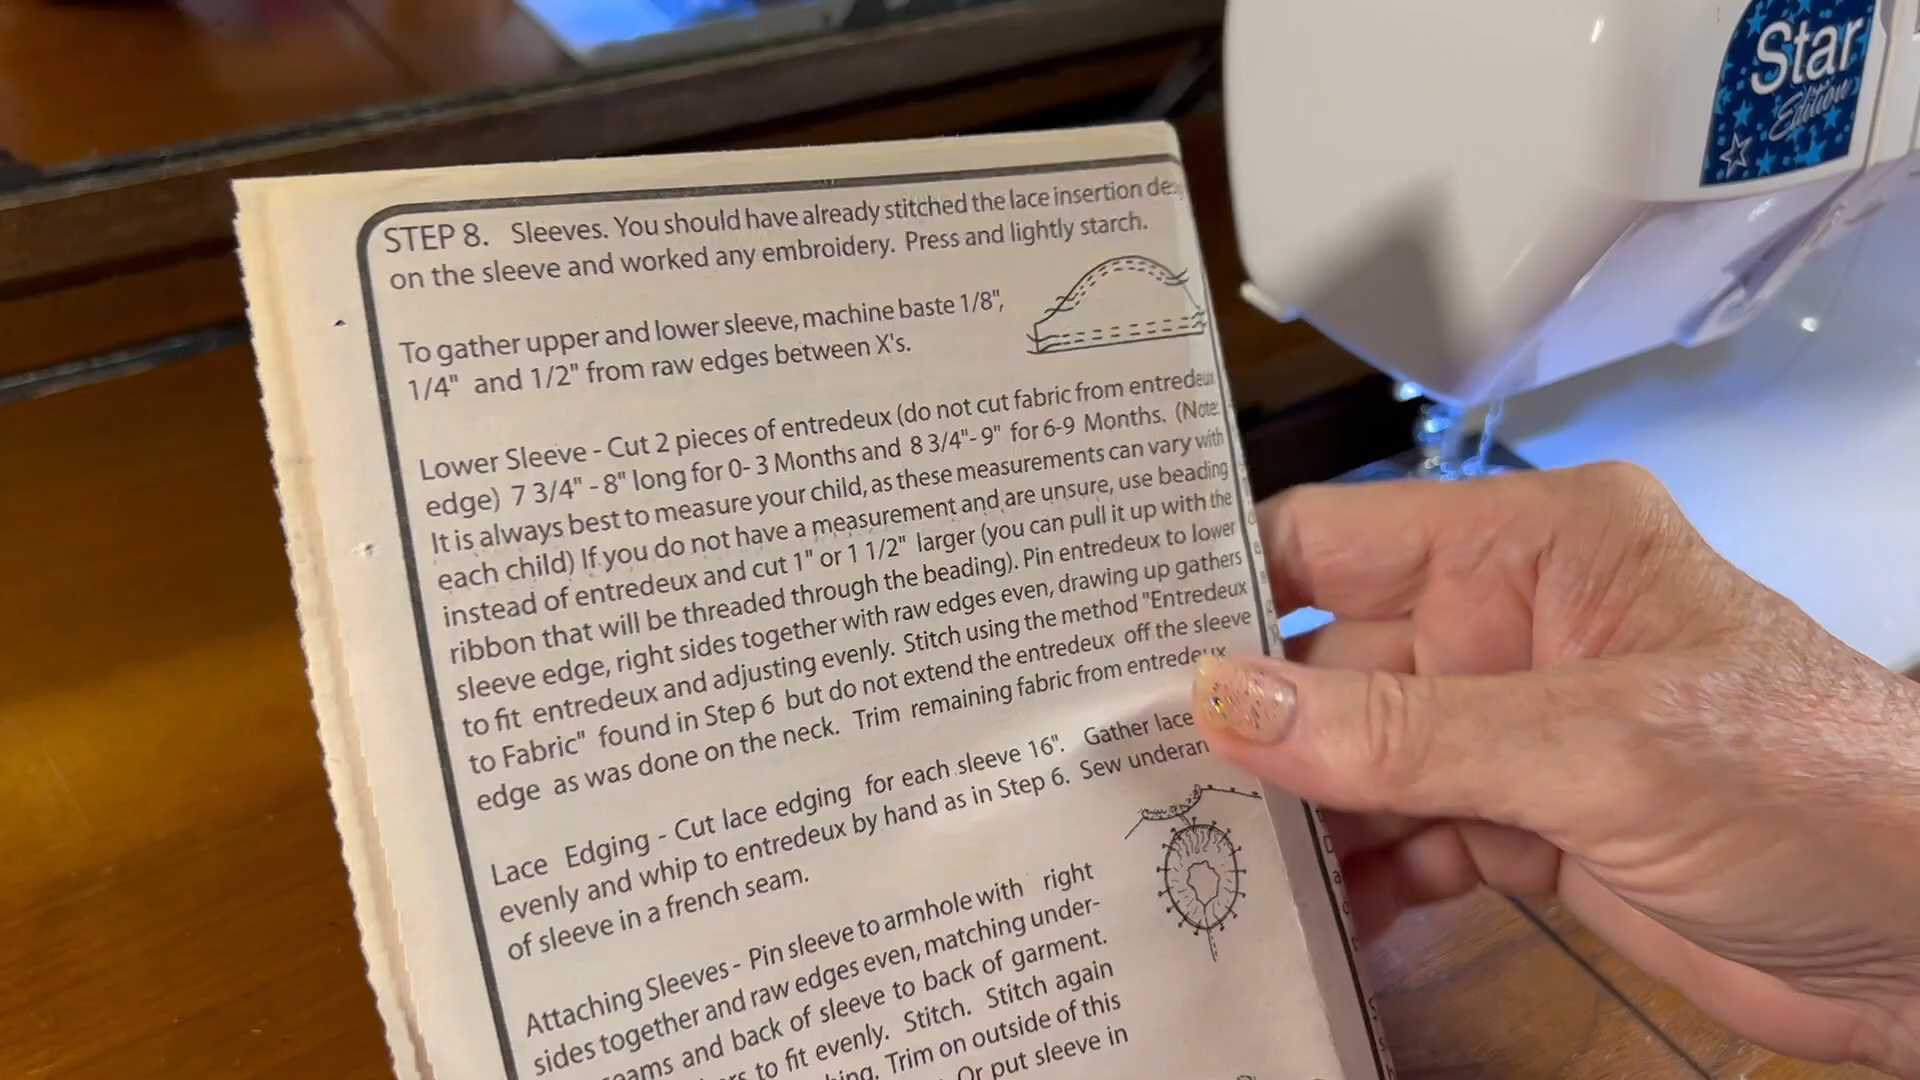 Star
Edition
STEP 8. Sleeves. You should have already stitched the lace insertion
on the sleeve and worked any embroidery. Press and lightly starch.
To gather upper and lower sleeve, machine baste 1/8",
1/4" and 1/2" from raw edges between X's.
Lower Sleeve - Cut 2 pieces of entredeux (do not cut fabric from entredeux
edge) 7 3/4" - 8" long for 0- 3 Months and 8 3/4"- 9" for 6-9 Months. (Note:
It is always best to measure your child, as these measurements can vary with
each child) If you do not have a measurement and are unsure, use beading
instead of entredeux and cut 1" or 1 1/2" larger (you can pull it up with the
ribbon that will be threaded through the beading). Pin entredeux to lower
sleeve edge, right sides together with raw edges even, drawing up gathers
to fit entredeux and adjusting evenly. Stitch using the method "Entredeux
to Fabric" found in Step 6 but do not extend the entredeux off the sleeve
edge as was done on the neck. Trim remaining fabric from entredeux
Lace Edging - Cut lace edging for each sleeve 16". Gather lace
evenly and whip to entredeux by hand as in Step 6. Sew
of sleeve in a french seam.
Attaching Sleeves - Pin sleeve to armhole with right
sides together and raw edges even, matching under-
and back of sleeve to back of garment.
to fit evenly. Stitch. Stitch again
Trim on outside of this
Or put sleeve in